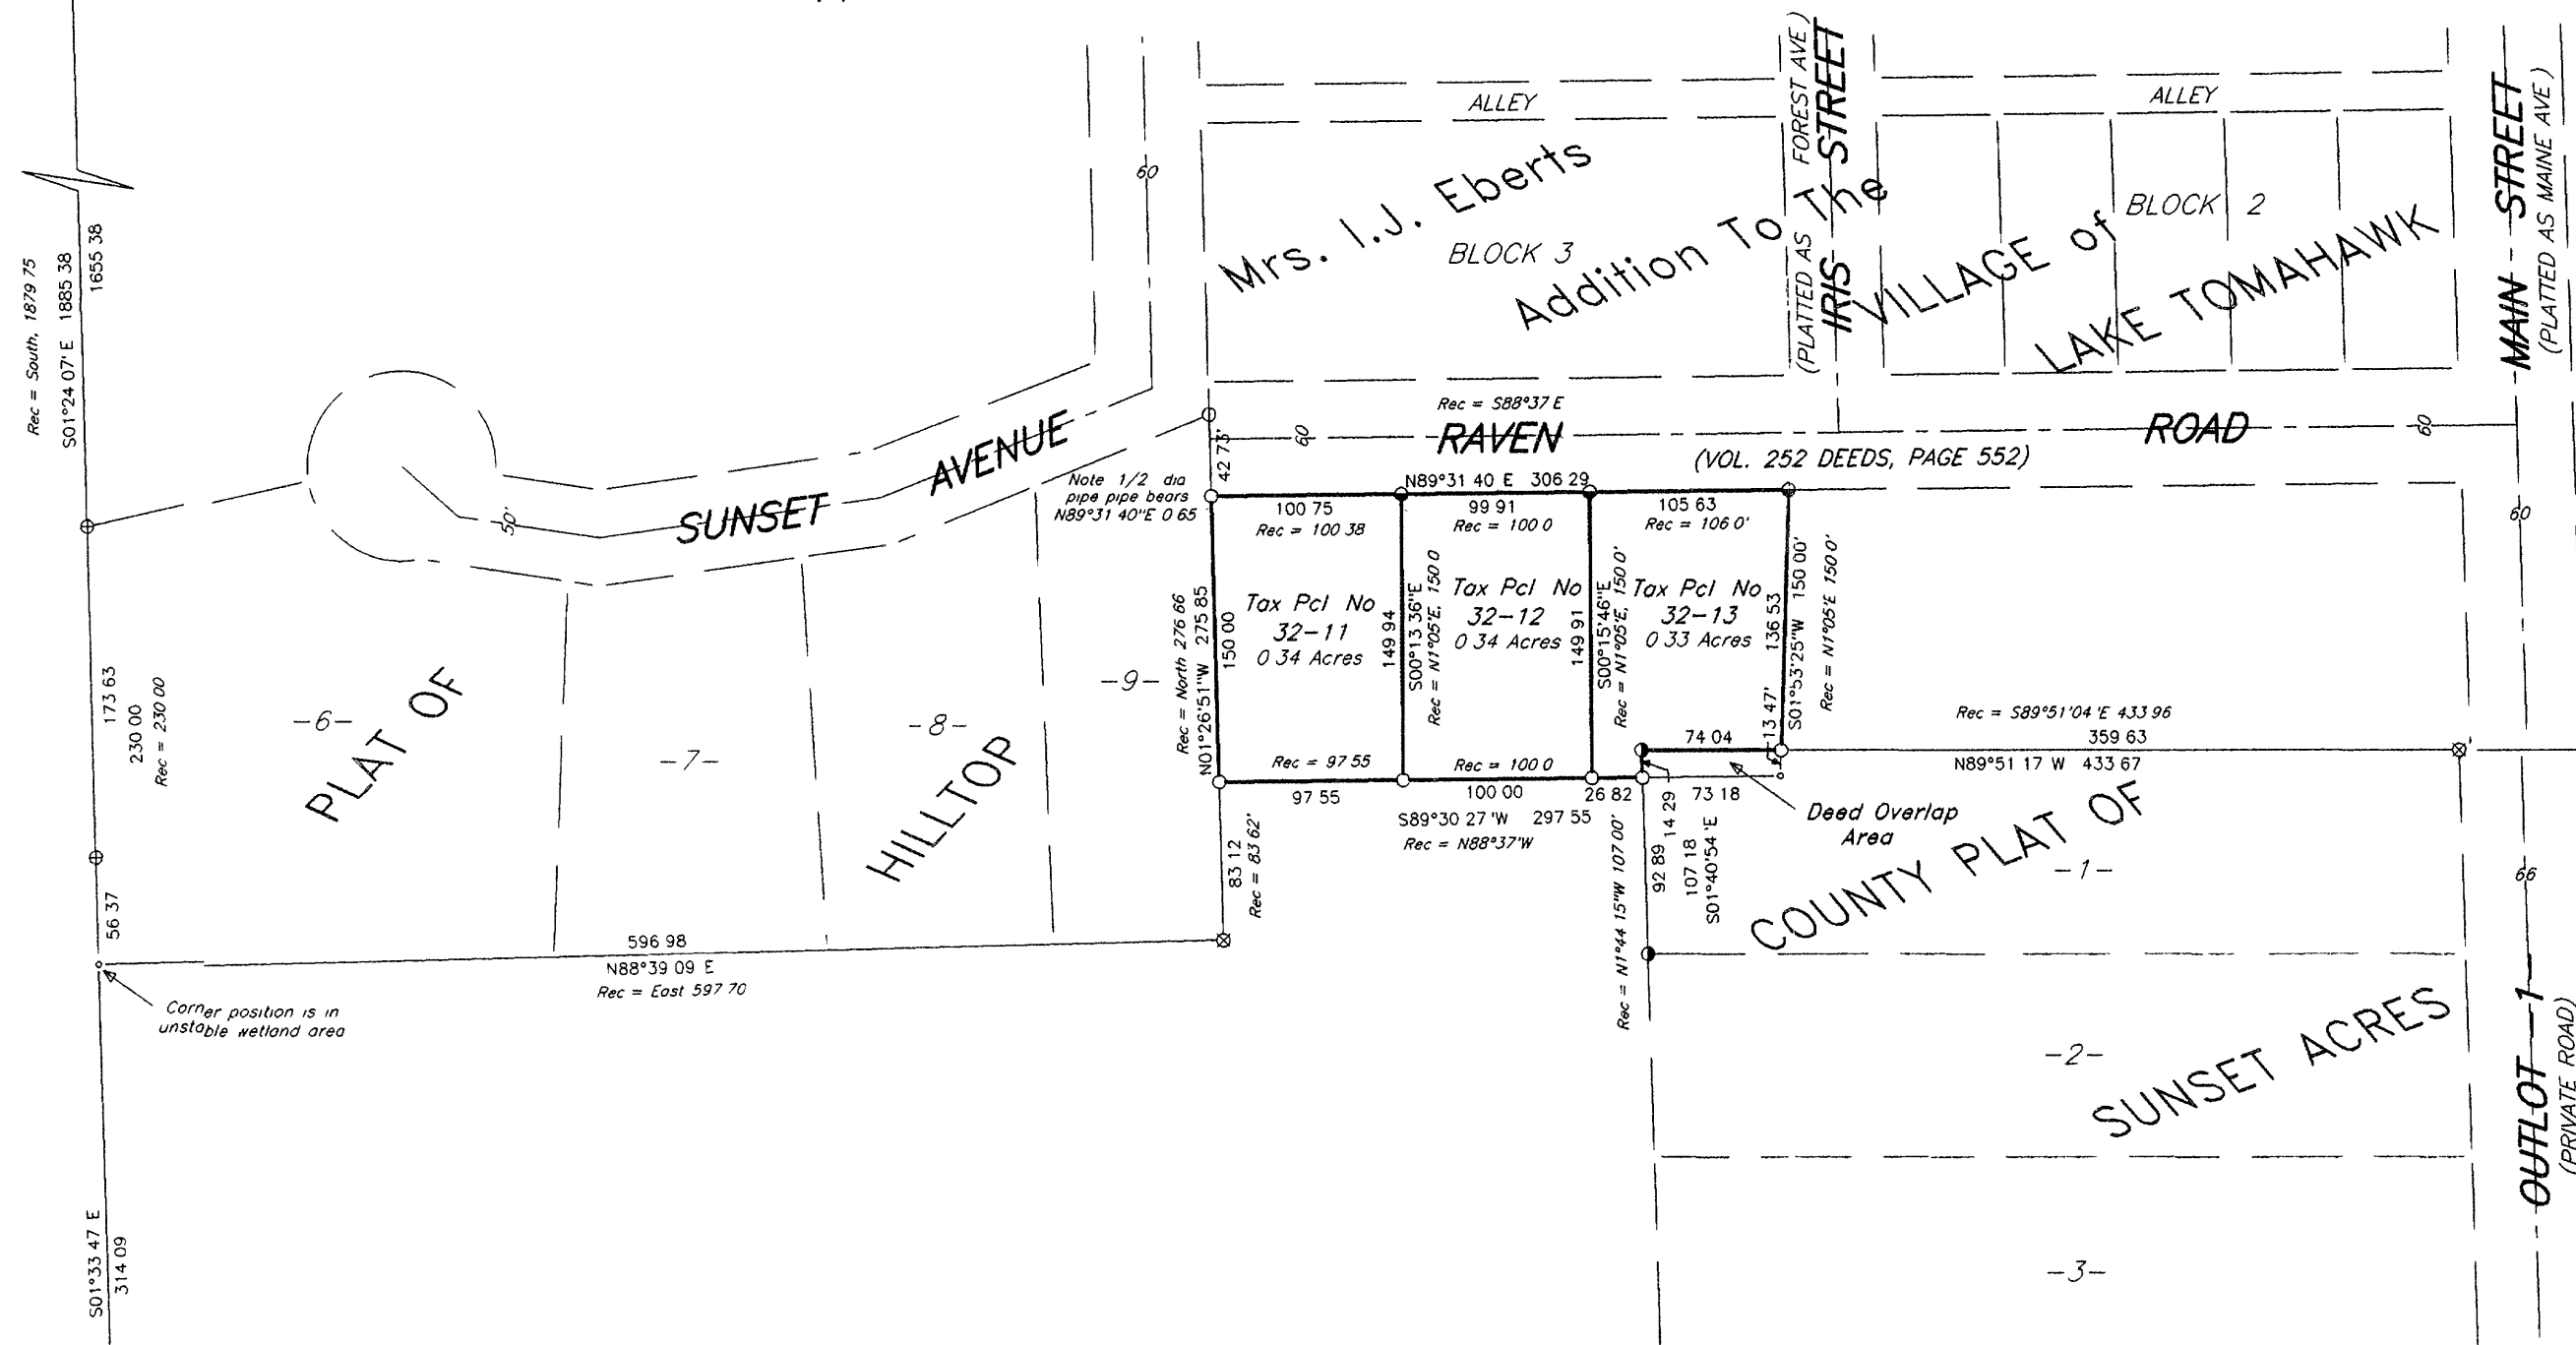 Rec = South, 1879 75
S01°24 07' E 1885 38
1655 38
60
ALLEY
ALLEY
Mrs. I.J. Eberts
Addition To The
VILLAGE of
LAKE TOMAHAWK
BLOCK 3
BLOCK 2
(PLATTED AS FOREST AVE)
IRIS STREET
MAIN STREET
(PLATTED AS MAINE AVE)
SUNSET AVENUE
50'
Rec = S88°37 E
60
RAVEN ROAD
60
(VOL. 252 DEEDS, PAGE 552)
42 73'
Note 1/2 dia
pipe pipe bears
N89°31 40"E 0 65
N89°31 40 E 306 29
100 75
Rec = 100 38
99 91
Rec = 100 0
105 63
Rec = 106 0'
60
Rec = North 276 66
N01°26'51"W 275 85
150 00
Tax Pcl No
32-11
0 34 Acres
149 94
S00°13 36"E
Rec = N1°05'E, 150 0
Tax Pcl No
32-12
0 34 Acres
149 91
S00°15'46"E
Rec = N1°05'E, 150 0'
Tax Pcl No
32-13
0 33 Acres
136 53
13 47'
S01°53'25"W 150 00'
Rec = N1°05'E 150 0'
173 63
230 00
Rec = 230 00
56 37
-6-
-7-
-8-
-9-
PLAT OF
HILLTOP
Rec = 97 55
97 55
Rec = 100 0
100 00
26 82
73 18
74 04
S89°30 27 'W 297 55
Rec = N88°37'W
Rec = S89°51'04 'E 433 96
359 63
N89°51 17 W 433 67
83 12
Rec = 83 62'
Rec = N1°44 15"W 107 00'
92 89
14 29
107 18
S01°40'54 'E
Deed Overlap
Area
COUNTY PLAT OF
SUNSET ACRES
-1-
-2-
-3-
66
OUTLOT 1
(PRIVATE ROAD)
596 98
N88°39 09 E
Rec = East 597 70
Corner position is in
unstable wetland area
S01°33 47 E
314 09